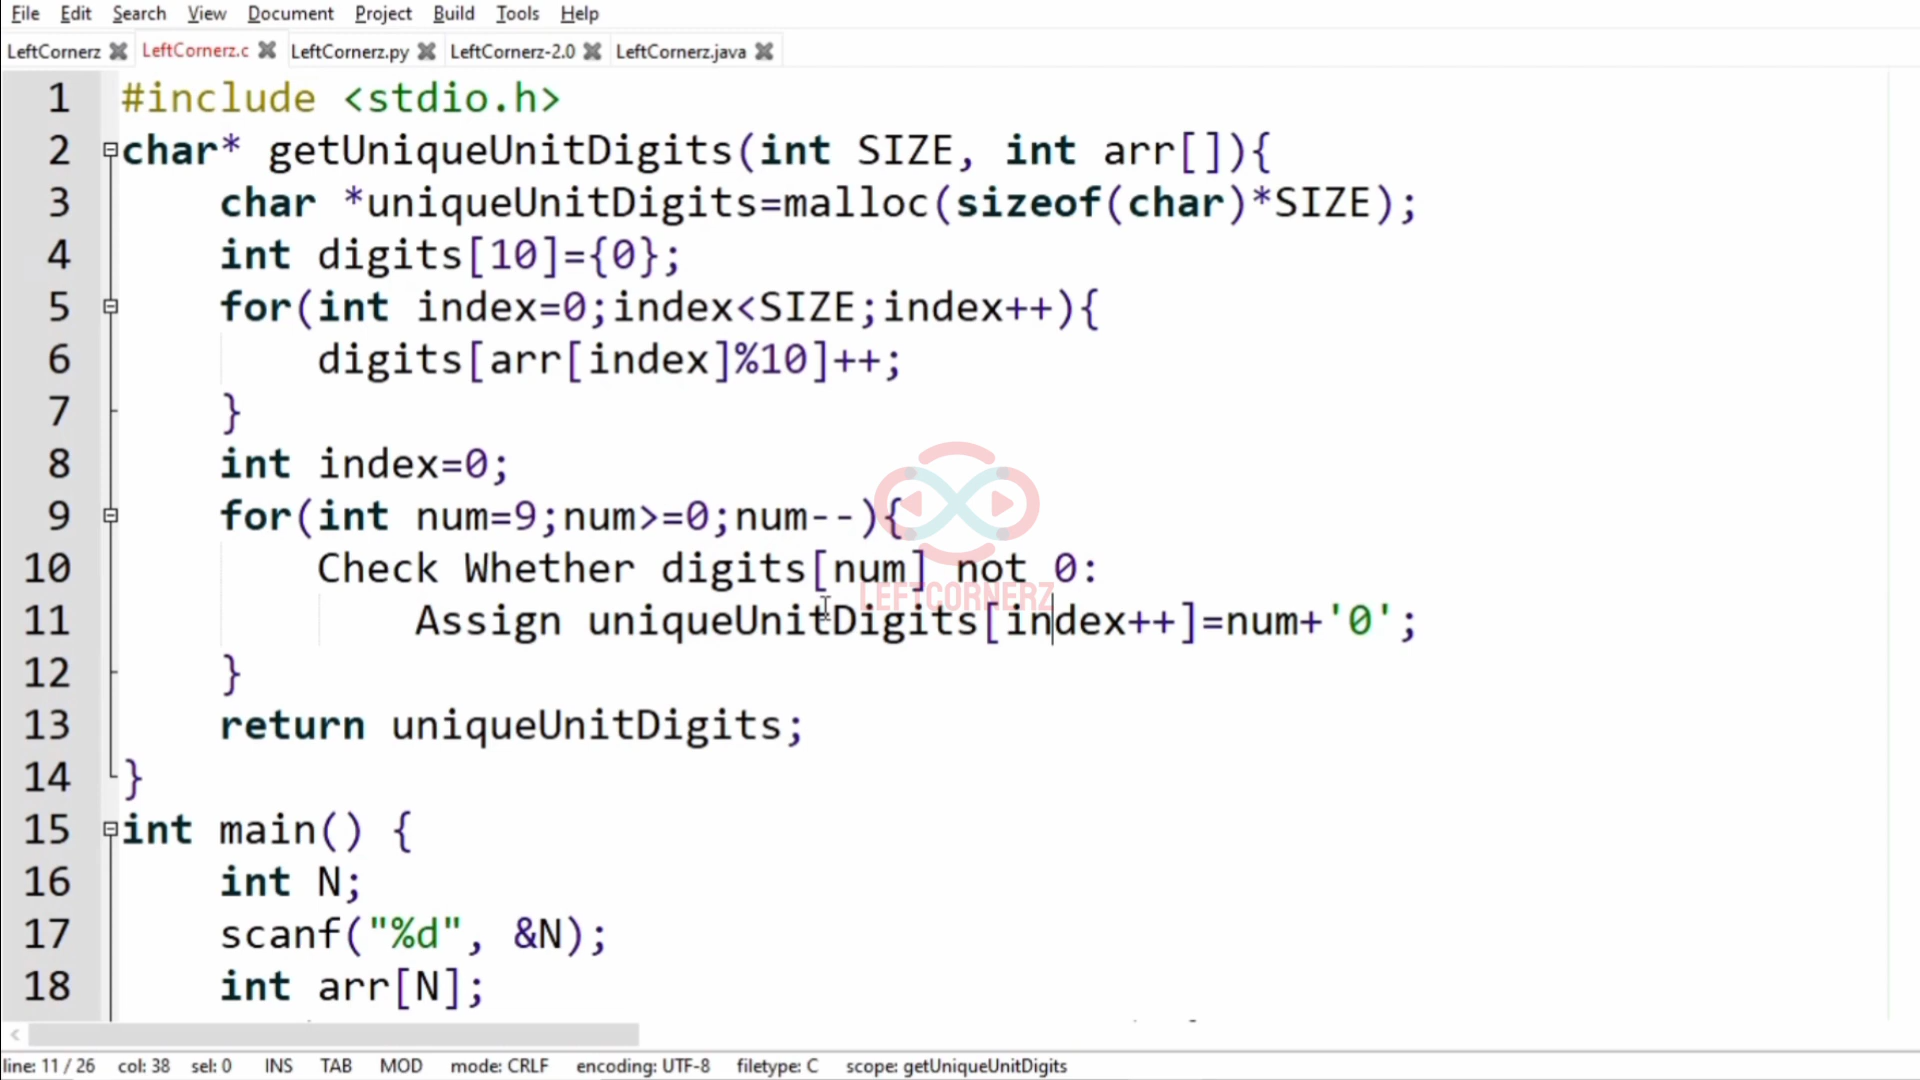 File Edit Search View Document Project Build Tools Help
LeftCornerz LeftCornerz.c LeftCornerz.py LeftCornerz-2.0 LeftCornerz.java
1 #include <stdio.h>
2 char* getUniqueUnitDigits(int SIZE, int arr[]){
3 char *uniqueUnitDigits=malloc(sizeof(char)*SIZE);
4 int digits[10]={0};
5 for(int index=0;index<SIZE;index++){
6 digits[arr[index]%10]++;
7 }
8 int index=0;
9 for(int num=9;num>=0;num--){
10 Check Whether digits[num] not 0:
LEFTCORNERZ
11 Assign uniqueUnitDigits[index++]=num+'0';
12 }
13 return uniqueUnitDigits;
14 }
15 int main() {
16 int N;
17 scanf("%d", &N);
18 int arr[N];
line: 11 / 26 col: 38 sel: 0 INS TAB MOD mode: CRLF encoding: UTF-8 filetype: C scope: getUniqueUnitDigits